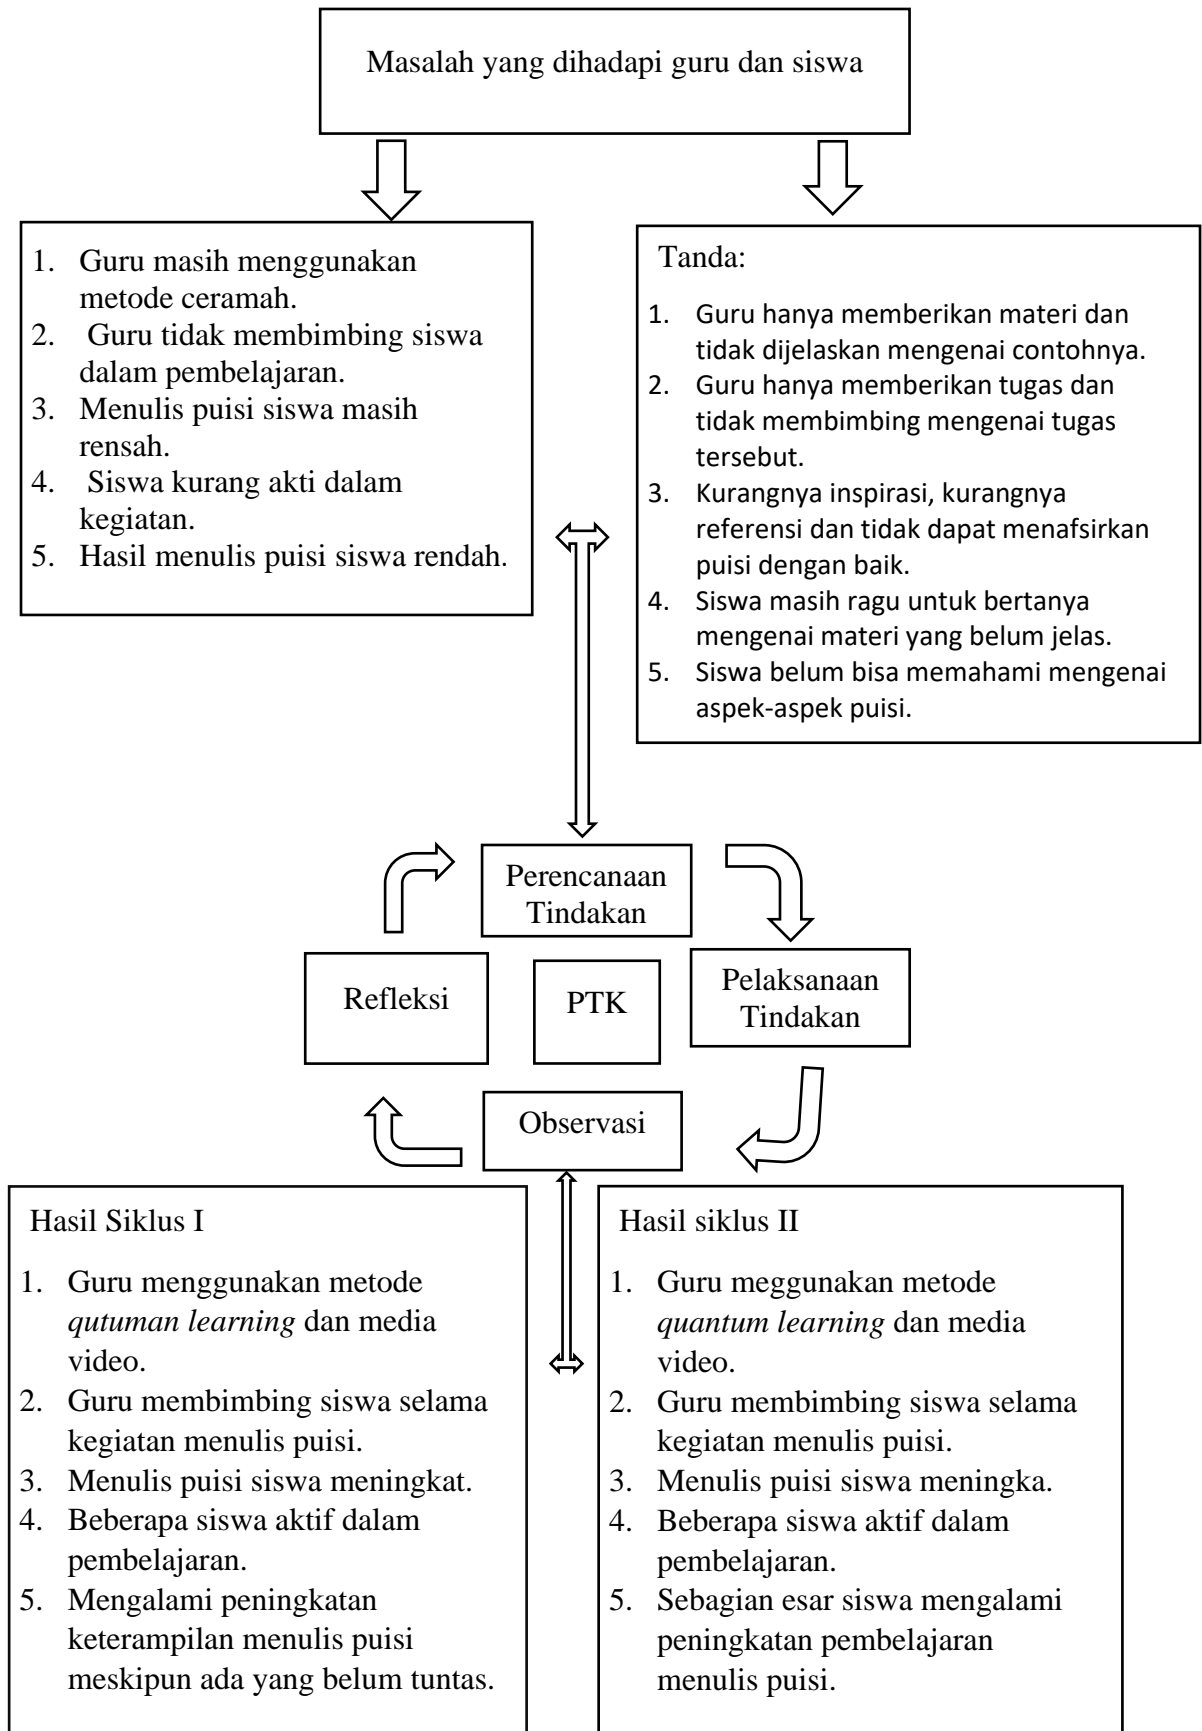 Masalah yang dihadapi guru dan siswa
1. Guru masih menggunakan
metode ceramah.
2. Guru tidak membimbing siswa
dalam pembelajaran.
3. Menulis puisi siswa masih
rensah.
4. Siswa kurang akti dalam
kegiatan.
5. Hasil menulis puisi siswa rendah.
Tanda:
1. Guru hanya memberikan materi dan
tidak dijelaskan mengenai contohnya.
2. Guru hanya memberikan tugas dan
tidak membimbing mengenai tugas
tersebut.
3. Kurangnya inspirasi, kurangnya
referensi dan tidak dapat menafsirkan
puisi dengan baik.
4. Siswa masih ragu untuk bertanya
mengenai materi yang belum jelas.
5. Siswa belum bisa memahami mengenai
aspek-aspek puisi.
Perencanaan
Tindakan
Refleksi
PTK
Pelaksanaan
Tindakan
Observasi
Hasil Siklus I
1. Guru menggunakan metode
qutuman learning dan media
video.
2. Guru membimbing siswa selama
kegiatan menulis puisi.
3. Menulis puisi siswa meningkat.
4. Beberapa siswa aktif dalam
pembelajaran.
5. Mengalami peningkatan
keterampilan menulis puisi
meskipun ada yang belum tuntas.
Hasil siklus II
1. Guru meggunakan metode
quantum learning dan media
video.
2. Guru membimbing siswa selama
kegiatan menulis puisi.
3. Menulis puisi siswa meningka.
4. Beberapa siswa aktif dalam
pembelajaran.
5. Sebagian esar siswa mengalami
peningkatan pembelajaran
menulis puisi.